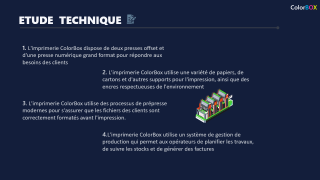 ColorBOX
ETUDE TECHNIQUE
1. L'imprimerie ColorBox dispose de deux presses offset et
d'une presse numérique grand format pour répondre aux
besoins des clients
2. L'imprimerie ColorBox utilise une variété de papiers, de
cartons et d'autres supports pour l'impression, ainsi que des
encres respectueuses de l'environnement
3. L'imprimerie ColorBox utilise des processus de prépresse
modernes pour s'assurer que les fichiers des clients sont
correctement formatés avant l'impression.
4.L'imprimerie ColorBox utilise un système de gestion de
production qui permet aux opérateurs de planifier les travaux,
de suivre les stocks et de générer des factures